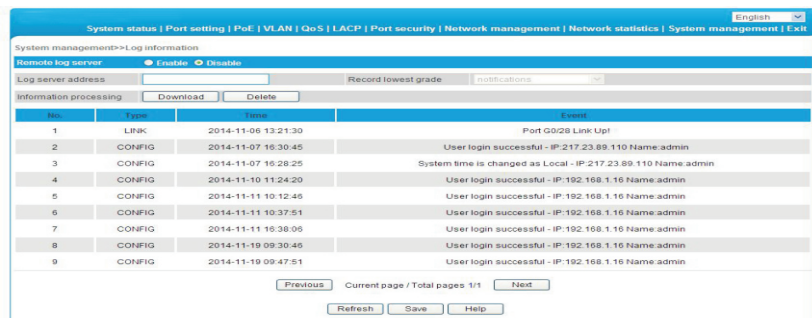 English
System status | Port setting | PoE | VLAN | QoS | LACP | Port security | Network management | Network statistics | System management | Exit
System management>>Log information
Remote log server Enable Disable
Log server address Record lowest grade notifications
Information processing Download Delete
No. Type Time Event
1 LINK 2014-11-06 13:21:30 Port G0/28 Link Up!
2 CONFIG 2014-11-07 16:30:45 User login successful - IP:217.23.89.110 Name:admin
3 CONFIG 2014-11-07 16:28:25 System time is changed as Local - IP:217.23.89.110 Name:admin
4 CONFIG 2014-11-10 11:24:20 User login successful - IP:192.168.1.16 Name:admin
5 CONFIG 2014-11-11 10:12:46 User login successful - IP:192.168.1.16 Name:admin
6 CONFIG 2014-11-11 10:37:51 User login successful - IP:192.168.1.16 Name:admin
7 CONFIG 2014-11-11 16:38:06 User login successful - IP:192.168.1.16 Name:admin
8 CONFIG 2014-11-19 09:30:46 User login successful - IP:192.168.1.16 Name:admin
9 CONFIG 2014-11-19 09:47:51 User login successful - IP:192.168.1.16 Name:admin
Previous Current page / Total pages 1/1 Next
Refresh Save Help